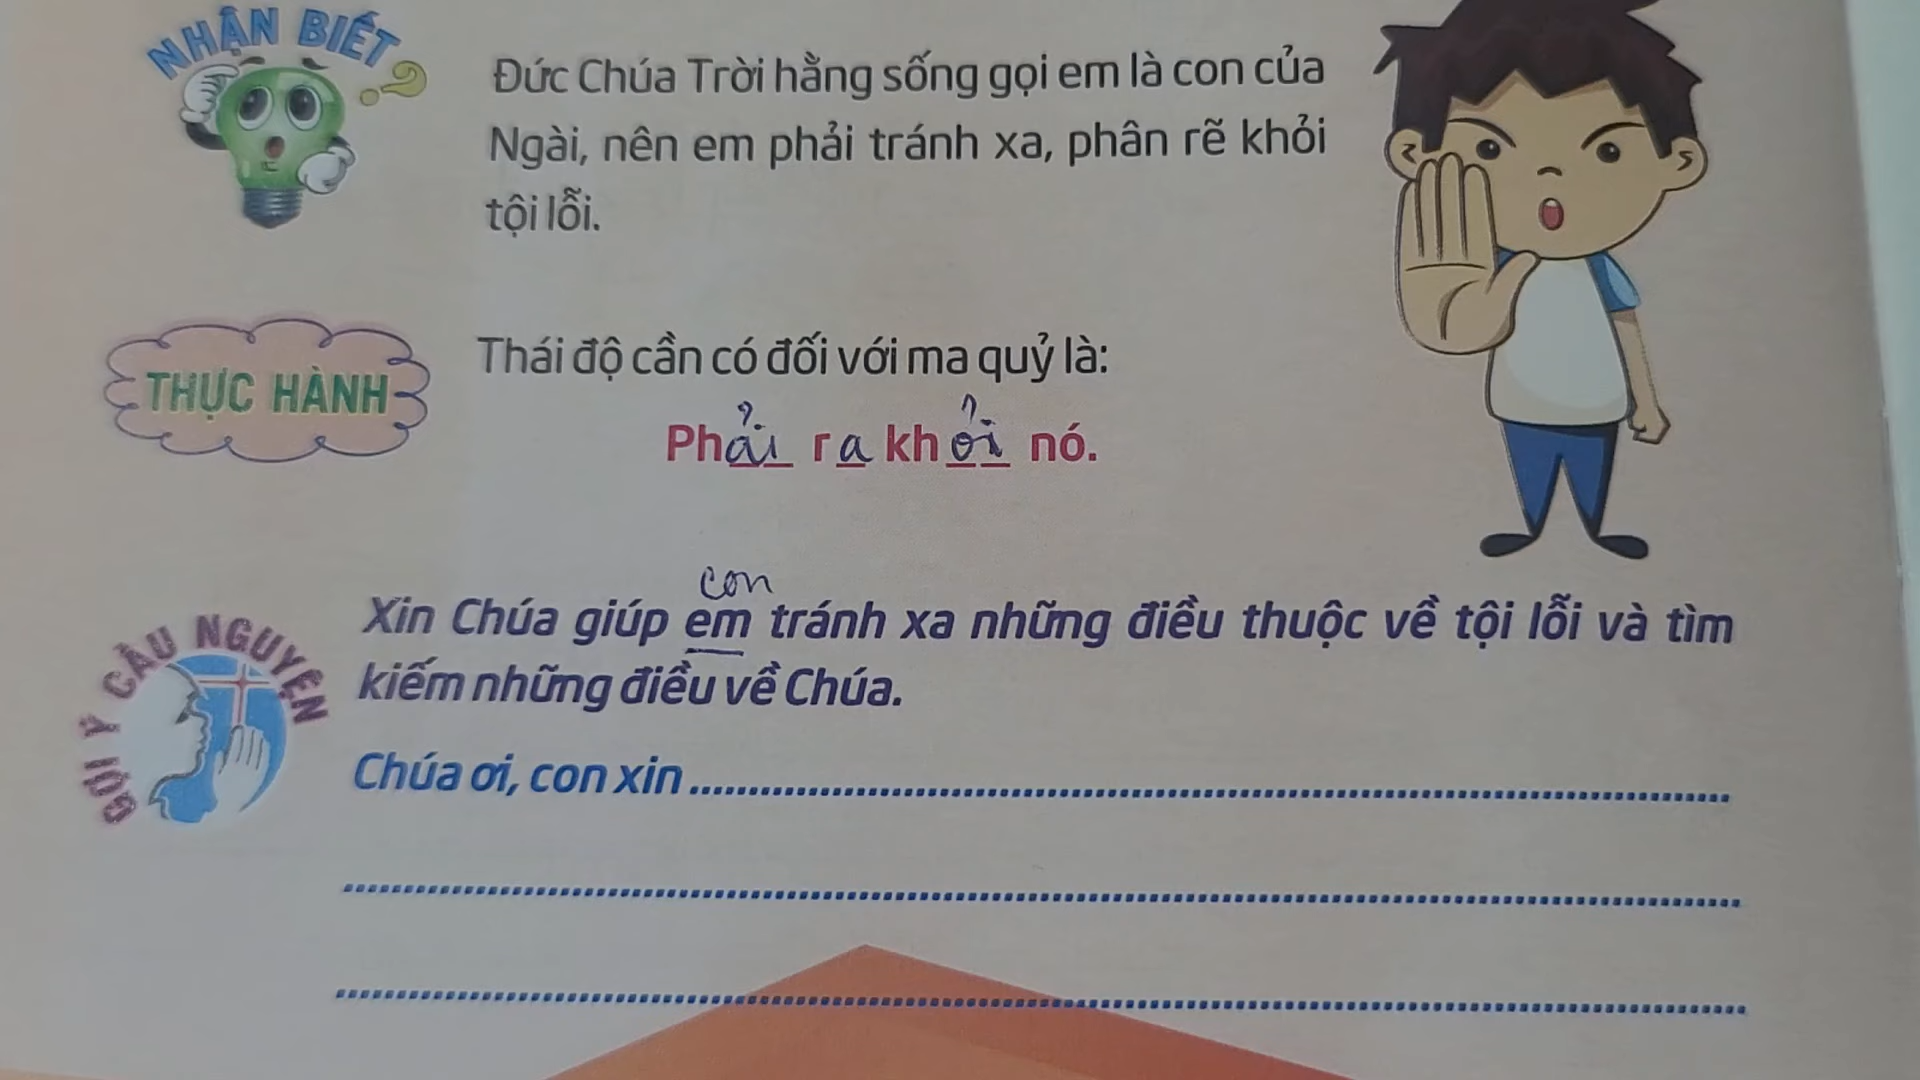 NHẬN BIẾT
Đức Chúa Trời hằng sống gọi em là con của
Ngài, nên em phải tránh xa, phân rẽ khỏi
tội lỗi.
THỰC HÀNH
Thái độ cần có đối với ma quỷ là:
Phải ra khỏi nó.
con
Xin Chúa giúp em tránh xa những điều thuộc về tội lỗi và tìm
kiếm những điều về Chúa.
GỢI Ý CẦU NGUYỆN
Chúa ơi, con xin